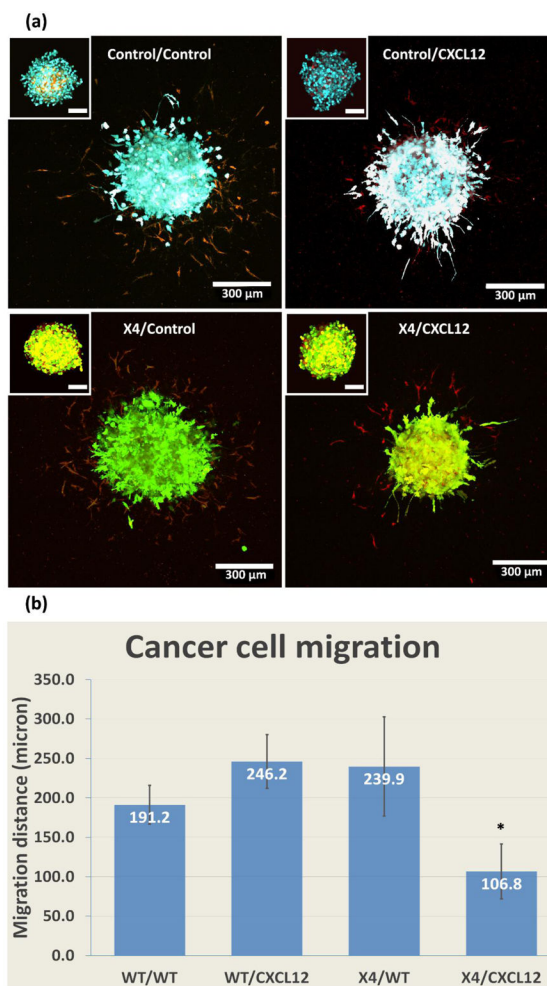 (a)
Control/Control
Control/CXCL12
300 µm
300 µm
X4/Control
X4/CXCL12
300 µm
300 µm
(b)
Cancer cell migration
Migration distance (micron)
350.0
300.0
250.0
200.0
150.0
100.0
50.0
0.0
191.2
246.2
239.9
*
106.8
WT/WT
WT/CXCL12
X4/WT
X4/CXCL12